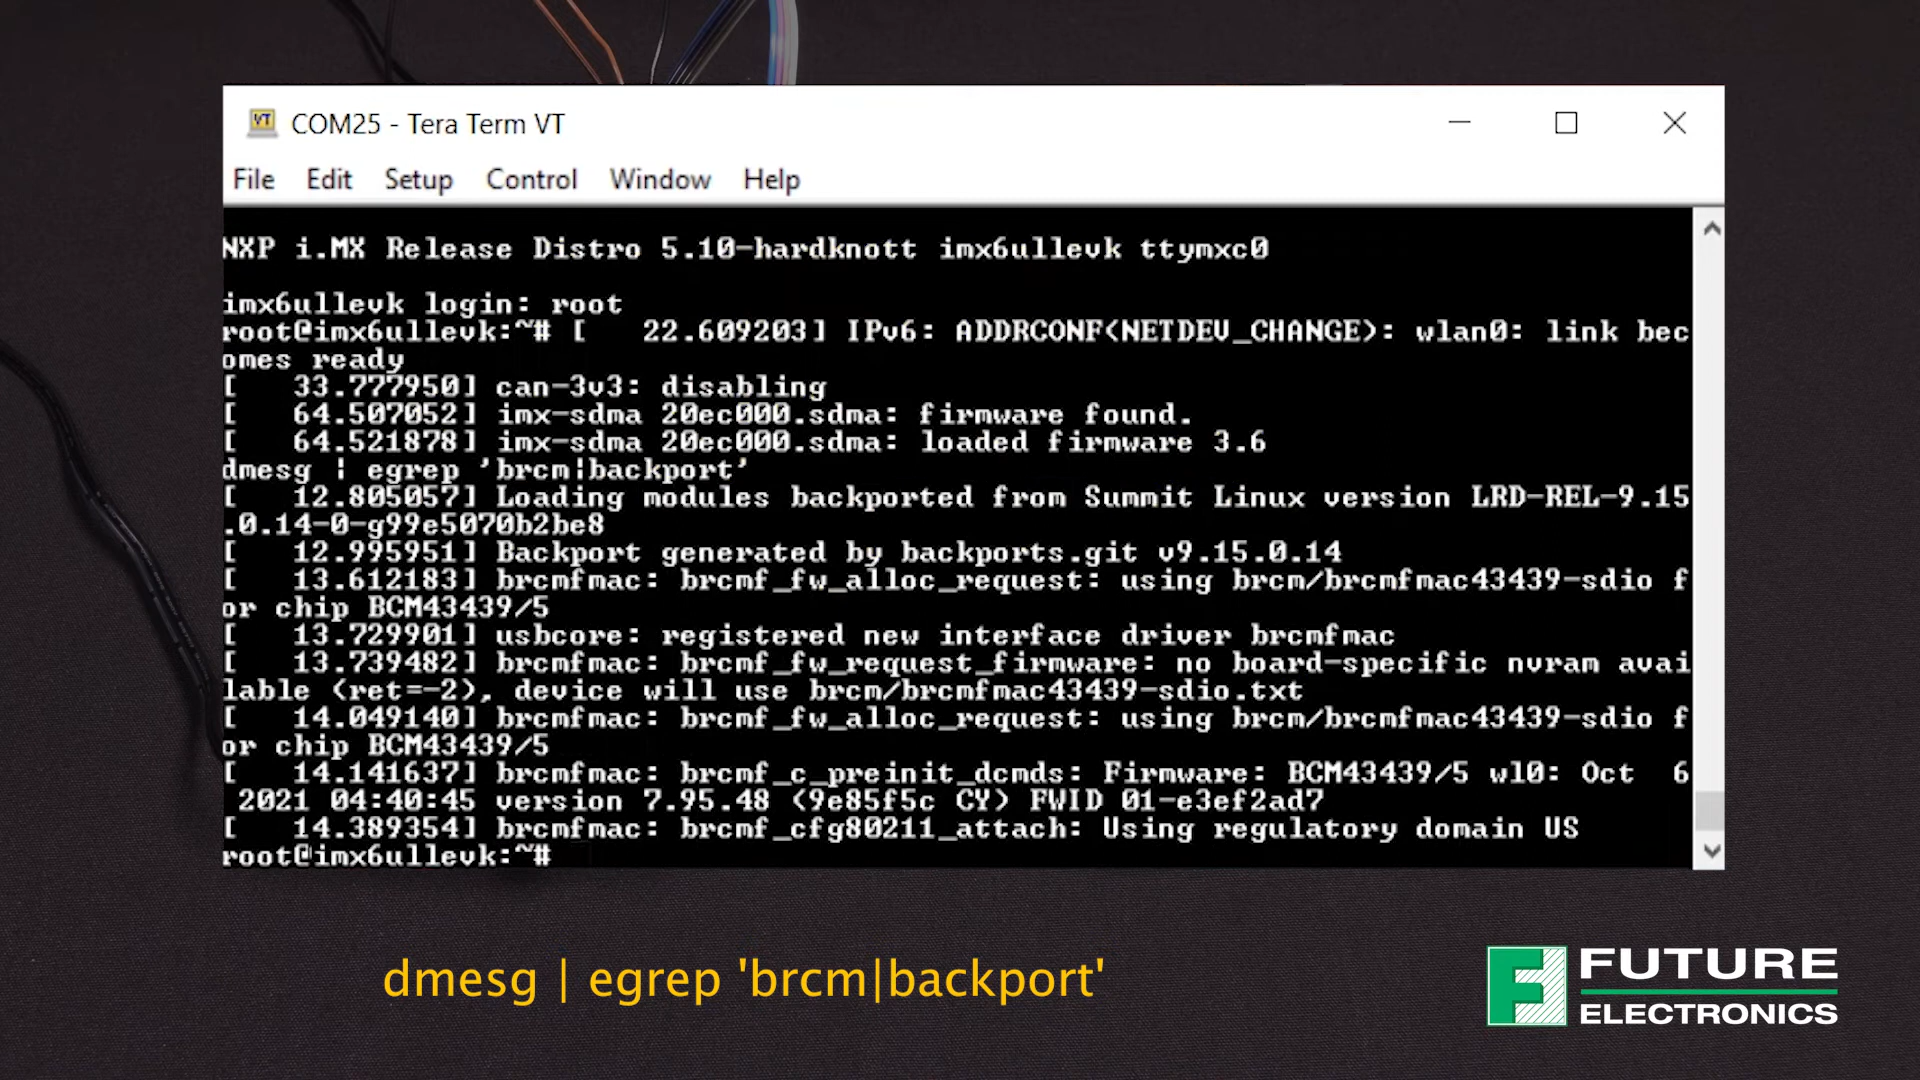 COM25 - Tera Term VT
File Edit Setup Control Window Help
NXP i.MX Release Distro 5.10-hardknott imx6ullevk ttymxc0
imx6ullevk login: root
root@imx6ullevk:~# [   22.609203] IPv6: ADDRCONF(NETDEV_CHANGE): wlan0: link bec
omes ready
[   33.777950] can-3v3: disabling
[   64.507052] imx-sdma 20ec000.sdma: firmware found.
[   64.521878] imx-sdma 20ec000.sdma: loaded firmware 3.6
dmesg | egrep 'brcm|backport'
[   12.805057] Loading modules backported from Summit Linux version LRD-REL-9.15
.0.14-0-g99e5070b2be8
[   12.995951] Backport generated by backports.git v9.15.0.14
[   13.612183] brcmfmac: brcmf_fw_alloc_request: using brcm/brcmfmac43439-sdio f
or chip BCM43439/5
[   13.729901] usbcore: registered new interface driver brcmfmac
[   13.739482] brcmfmac: brcmf_fw_request_firmware: no board-specific nvram avai
lable (ret=-2), device will use brcm/brcmfmac43439-sdio.txt
[   14.049140] brcmfmac: brcmf_fw_alloc_request: using brcm/brcmfmac43439-sdio f
or chip BCM43439/5
[   14.141637] brcmfmac: brcmf_c_preinit_dcmds: Firmware: BCM43439/5 wl0: Oct  6
 2021 04:40:45 version 7.95.48 (9e85f5c CY) FWID 01-e3ef2ad7
[   14.389354] brcmfmac: brcmf_cfg80211_attach: Using regulatory domain US
root@imx6ullevk:~#
dmesg | egrep 'brcm|backport'
FUTURE
ELECTRONICS